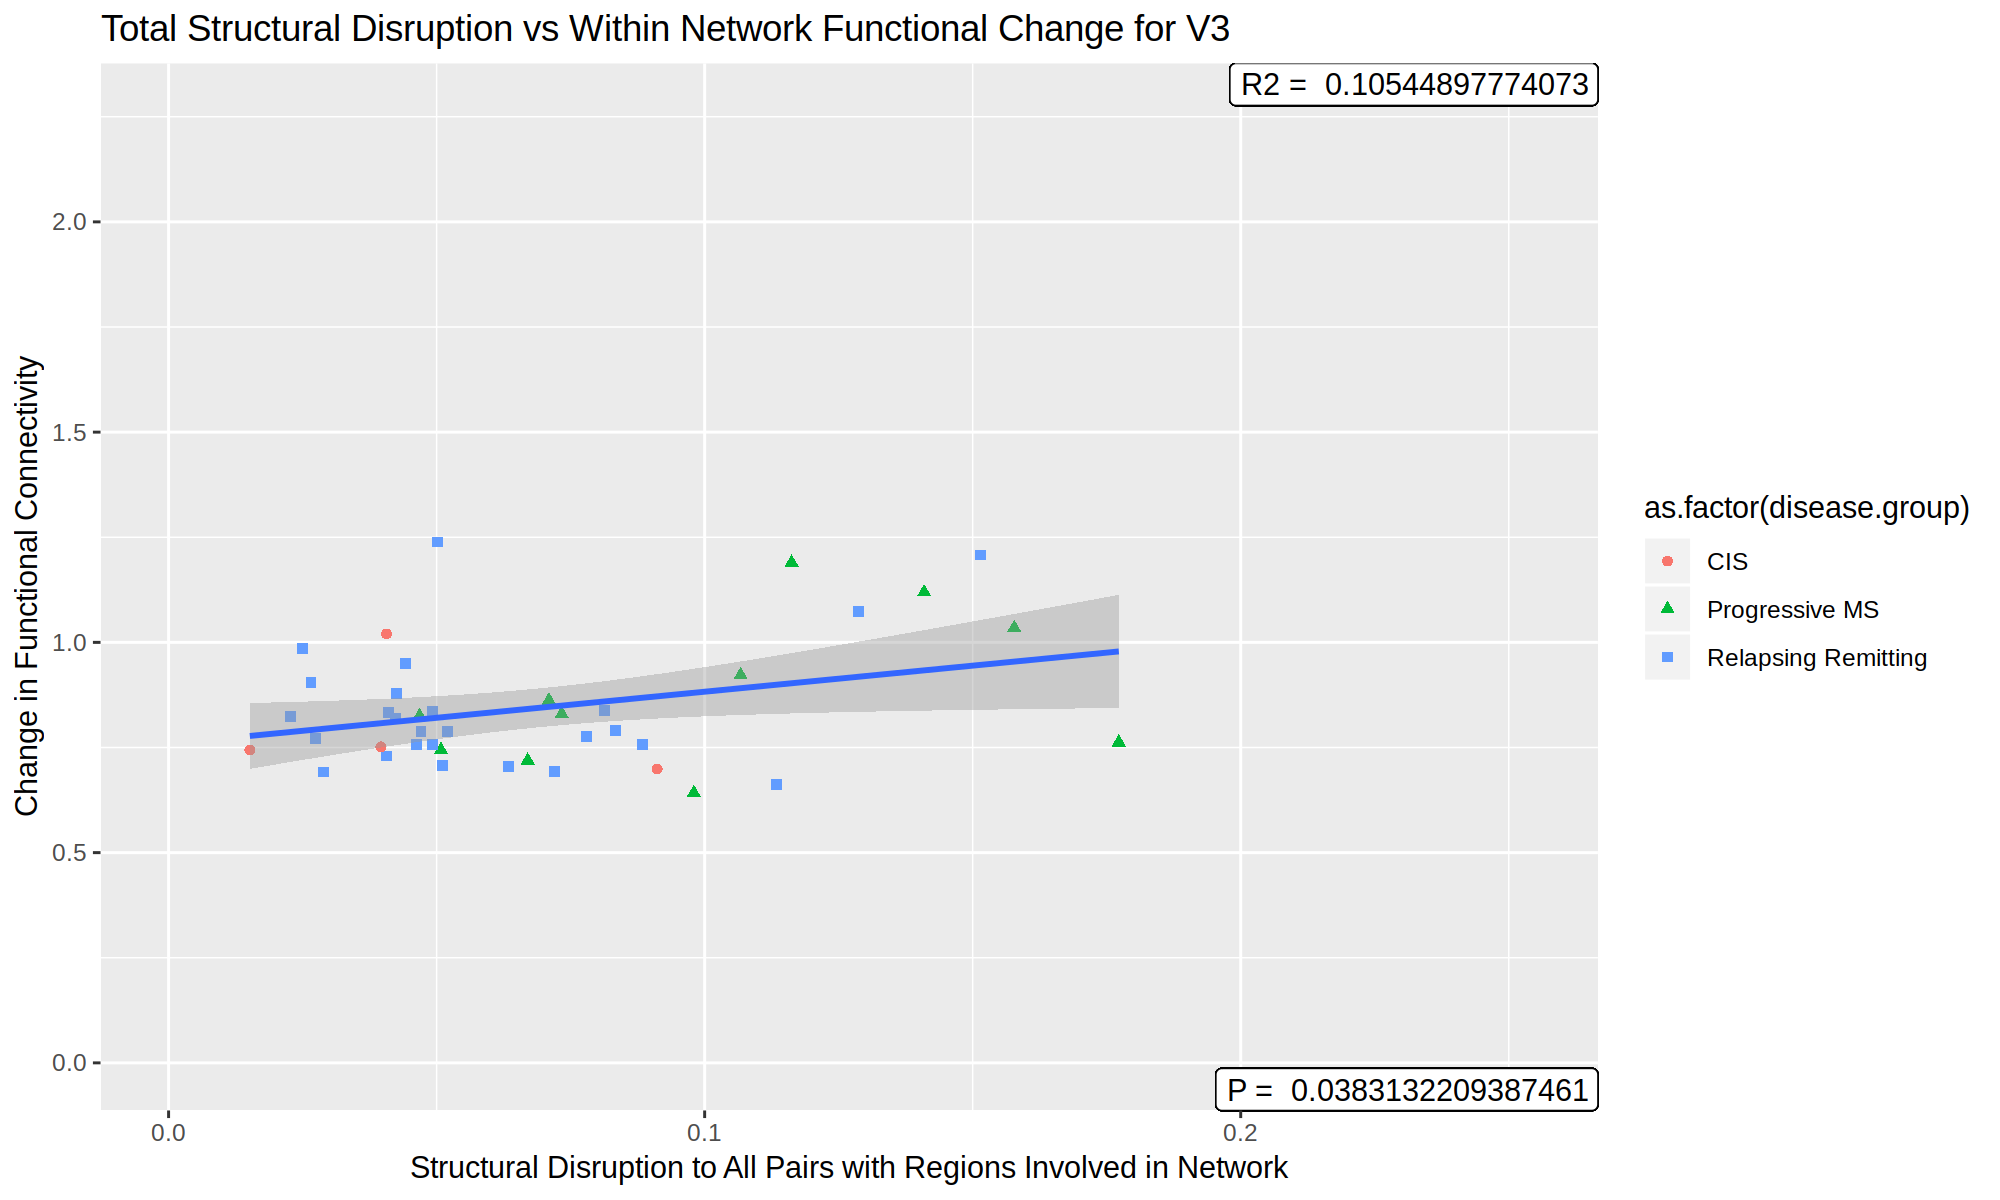 Total Structural Disruption vs Within Network Functional Change for V3
R2 =  0.10544897774073
2.0
1.5
1.0
0.5
0.0
Change in Functional Connectivity
as.factor(disease.group)
CIS
Progressive MS
Relapsing Remitting
P =  0.0383132209387461
0.0 0.1 0.2
Structural Disruption to All Pairs with Regions Involved in Network